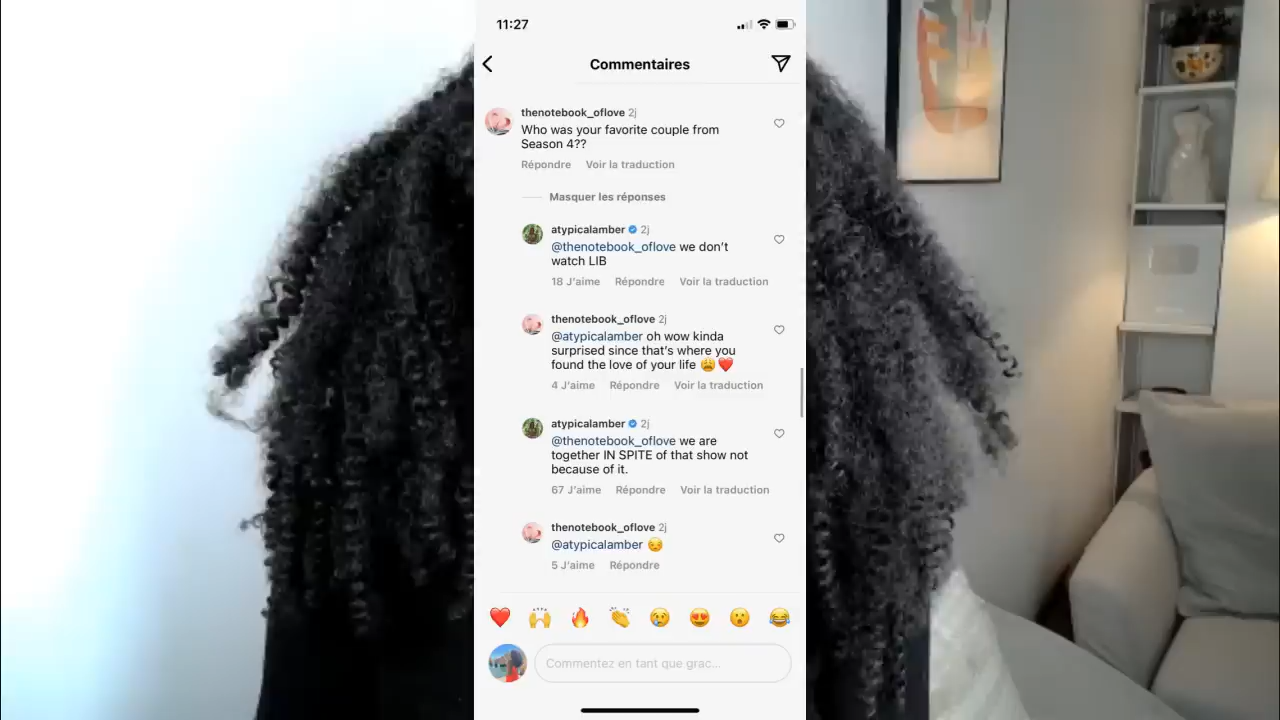 11:27
Commentaires
thenotebook_oflove 2j
Who was your favorite couple from
Season 4??
Répondre Voir la traduction
Masquer les réponses
atypicalamber 2j
@thenotebook_oflove we don't
watch LIB
18 J'aime Répondre Voir la traduction
thenotebook_oflove 2j
@atypicalamber oh wow kinda
surprised since that's where you
found the love of your life 😩❤️
4 J'aime Répondre Voir la traduction
atypicalamber 2j
@thenotebook_oflove we are
together IN SPITE of that show not
because of it.
67 J'aime Répondre Voir la traduction
thenotebook_oflove 2j
@atypicalamber 😒
5 J'aime Répondre
❤️ 🙌 🔥 👏 😢 😍 😮 😂
Commentez en tant que grac...